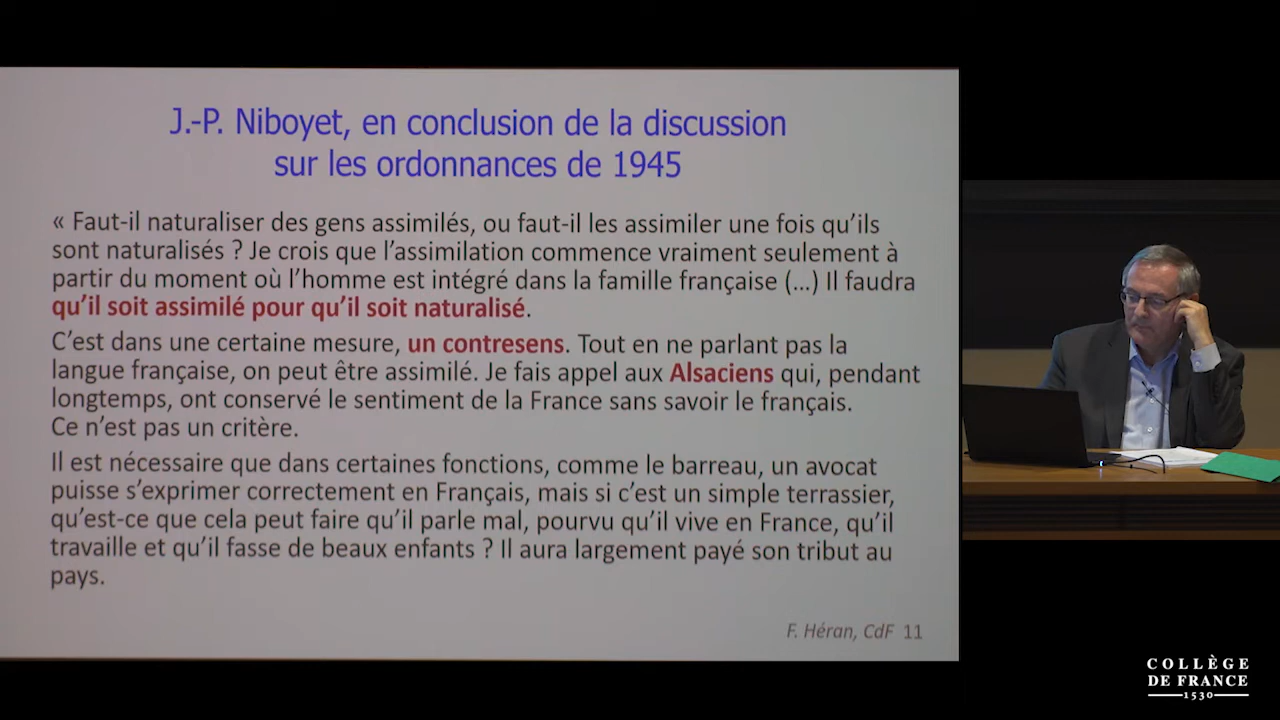 J.-P. Niboyet, en conclusion de la discussion
sur les ordonnances de 1945
« Faut-il naturaliser des gens assimilés, ou faut-il les assimiler une fois qu’ils
sont naturalisés ? Je crois que l’assimilation commence vraiment seulement à
partir du moment où l’homme est intégré dans la famille française (…) Il faudra
qu’il soit assimilé pour qu’il soit naturalisé.
C’est dans une certaine mesure, un contresens. Tout en ne parlant pas la
langue française, on peut être assimilé. Je fais appel aux Alsaciens qui, pendant
longtemps, ont conservé le sentiment de la France sans savoir le français.
Ce n’est pas un critère.
Il est nécessaire que dans certaines fonctions, comme le barreau, un avocat
puisse s’exprimer correctement en Français, mais si c’est un simple terrassier,
qu’est-ce que cela peut faire qu’il parle mal, pourvu qu’il vive en France, qu’il
travaille et qu’il fasse de beaux enfants ? Il aura largement payé son tribut au
pays.
F. Héran, CdF 11
COLLÈGE
DE FRANCE
1530